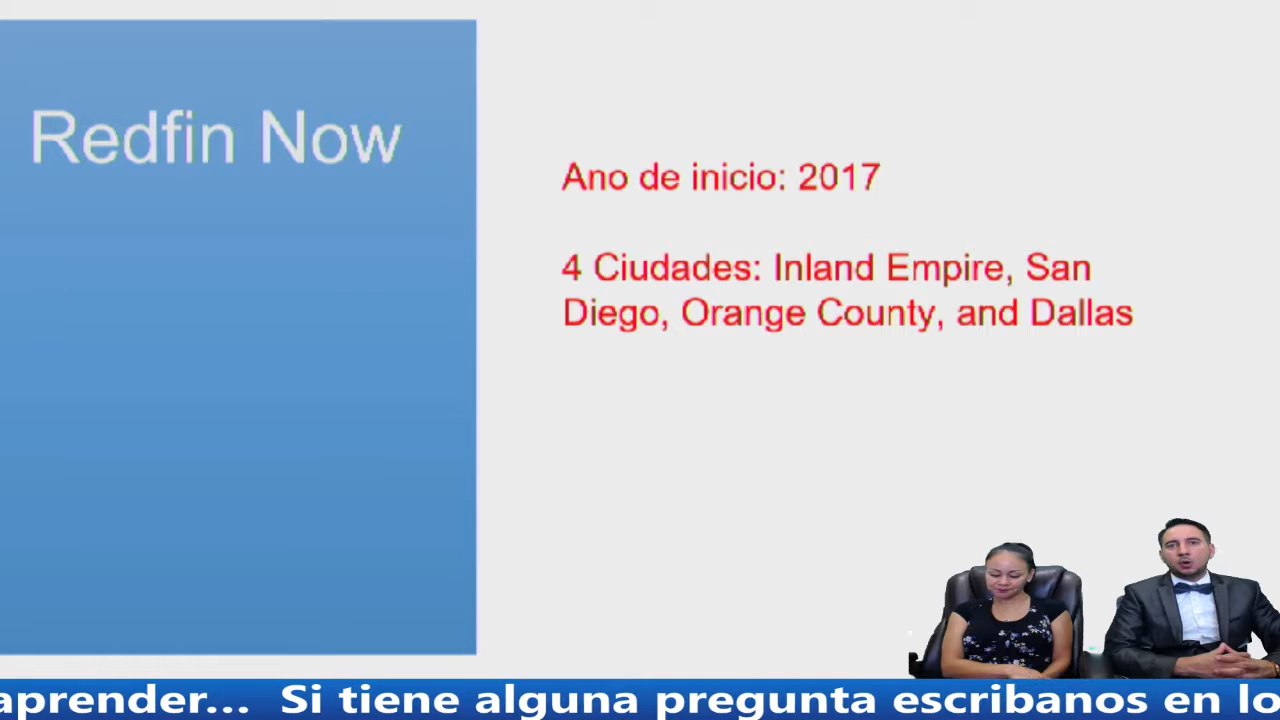 Redfin Now
Ano de inicio: 2017
4 Ciudades: Inland Empire, San
Diego, Orange County, and Dallas
aprender... Si tiene alguna pregunta escribanos en lo